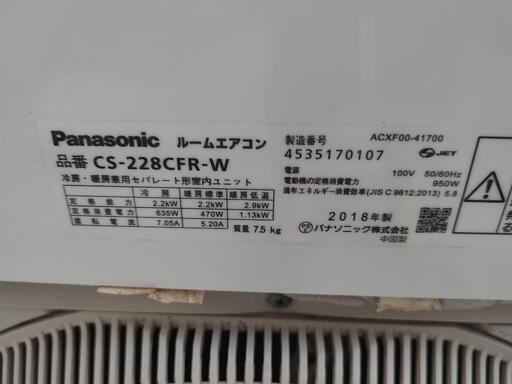 Panasonic ルームエアコン
品番 CS-228CFR-W
冷房・暖房兼用セパレート形室内ユニット
冷房 暖房標準 暖房低温
定格能力 2.2kW 2.2kW 2.9kW
定格消費電力 635W 470W 1.13kW
運転電流 7.05A 5.20A
質量 7.5 kg
ACXF00-41700
製造番号
4535170107 JET
電源 100V 50/60Hz
電動機の定格消費電力 950W
通年エネルギー消費効率(JIS C 9612:2013) 5.8
2018年製
パナソニック株式会社
中国製